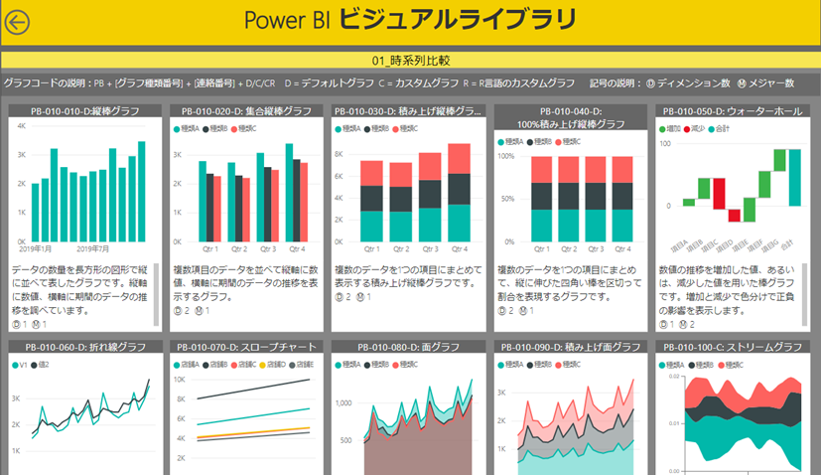 Power BI ビジュアルライブラリ
01_時系列比較
グラフコードの説明：PB + [グラフ種類番号] + [連絡番号] + D/C/CR　D = デフォルトグラフ C = カスタムグラフ R = R言語のカスタムグラフ　記号の説明： Ⓓ ディメンション数 Ⓜ メジャー数
PB-010-010-D:縦棒グラフ
4K
3K
2K
1K
0K
2019年1月 2019年7月
データの数量を長方形の図形で縦
に並べて表したグラフです。縦軸
に数値、横軸に期間のデータの推
移を調べています。
Ⓓ 1 Ⓜ 1
PB-010-020-D: 集合縦棒グラフ
種類A 種類B 種類C
3K
2K
1K
0K
Qtr 1 Qtr 2 Qtr 3 Qtr 4
複数項目のデータを並べて縦軸に数
値、横軸に期間のデータの推移を表
示するグラフ。
Ⓓ 2 Ⓜ 1
PB-010-030-D: 積み上げ縦棒グラ...
種類A 種類B 種類C
8K
6K
4K
2K
0K
Qtr 1 Qtr 2 Qtr 3 Qtr 4
複数のデータを1つの項目にまとめて
表示する積み上げ縦棒グラフです。
Ⓓ 2 Ⓜ 1
PB-010-040-D:
100%積み上げ縦棒グラフ
種類A 種類B 種類C
100%
50%
0%
Qtr 1 Qtr 2 Qtr 3 Qtr 4
複数のデータを1つの項目にまとめ
て、縦に伸びた四角い棒を区切って
割合を表現するグラフです。
Ⓓ 2 Ⓜ 1
PB-010-050-D: ウォーターホール
増加 減少 合計
100
0
項目A 項目B 項目C 項目D 項目E 項目F 項目G 合計
数値の推移を増加した値、あるい
は、減少した値を用いた棒グラフ
です。増加と減少で色分けで正負
の影響を表示します。
Ⓓ 1 Ⓜ 2
PB-010-060-D: 折れ線グラフ
V1 値2
3K
2K
1K
PB-010-070-D: スロープチャート
店舗A 店舗B 店舗C 店舗D 店舗E
10K
8K
6K
4K
2K
PB-010-080-D: 面グラフ
種類A 種類B 種類C
1,000
500
PB-010-090-D: 積み上げ面グラフ
種類A 種類B 種類C
3K
2K
1K
PB-010-100-C: ストリームグラフ
種類A 種類B 種類C
0.02
0.01
0.00